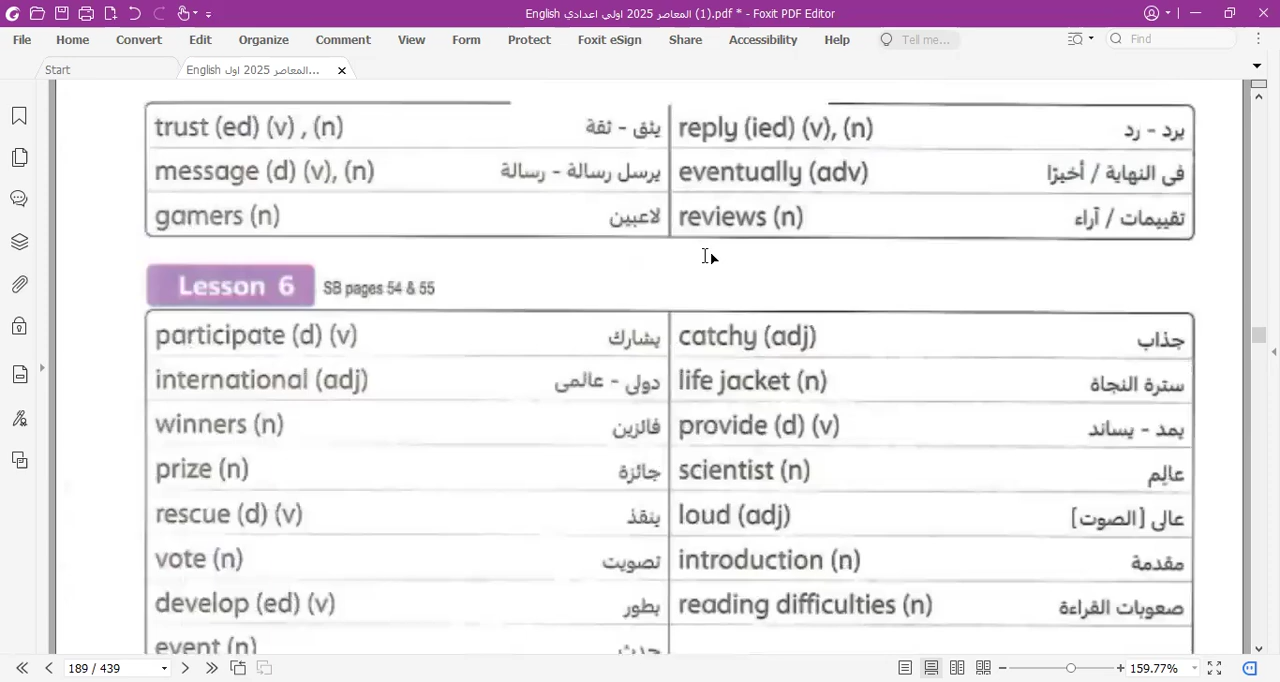 English المعاصر 2025 اولي اعدادي (1).pdf * - Foxit PDF Editor
File Home Convert Edit Organize Comment View Form Protect Foxit eSign Share Accessibility Help Tell me... Find
Start English المعاصر 2025 اول...
trust (ed) (v) , (n) يثق - ثقة reply (ied) (v), (n) يرد - رد
message (d) (v), (n) يرسل رسالة - رسالة eventually (adv) فى النهاية / أخيرًا
gamers (n) لاعبين reviews (n) تقييمات / آراء
Lesson 6 SB pages 54 & 55
participate (d) (v) يشارك catchy (adj) جذاب
international (adj) دولى - عالمى life jacket (n) سترة النجاة
winners (n) فائزين provide (d) (v) يمد - يساند
prize (n) جائزة scientist (n) عالِم
rescue (d) (v) ينقذ loud (adj) عالى [الصوت]
vote (n) تصويت introduction (n) مقدمة
develop (ed) (v) يطور reading difficulties (n) صعوبات القراءة
event (n) حدث
189 / 439 159.77%